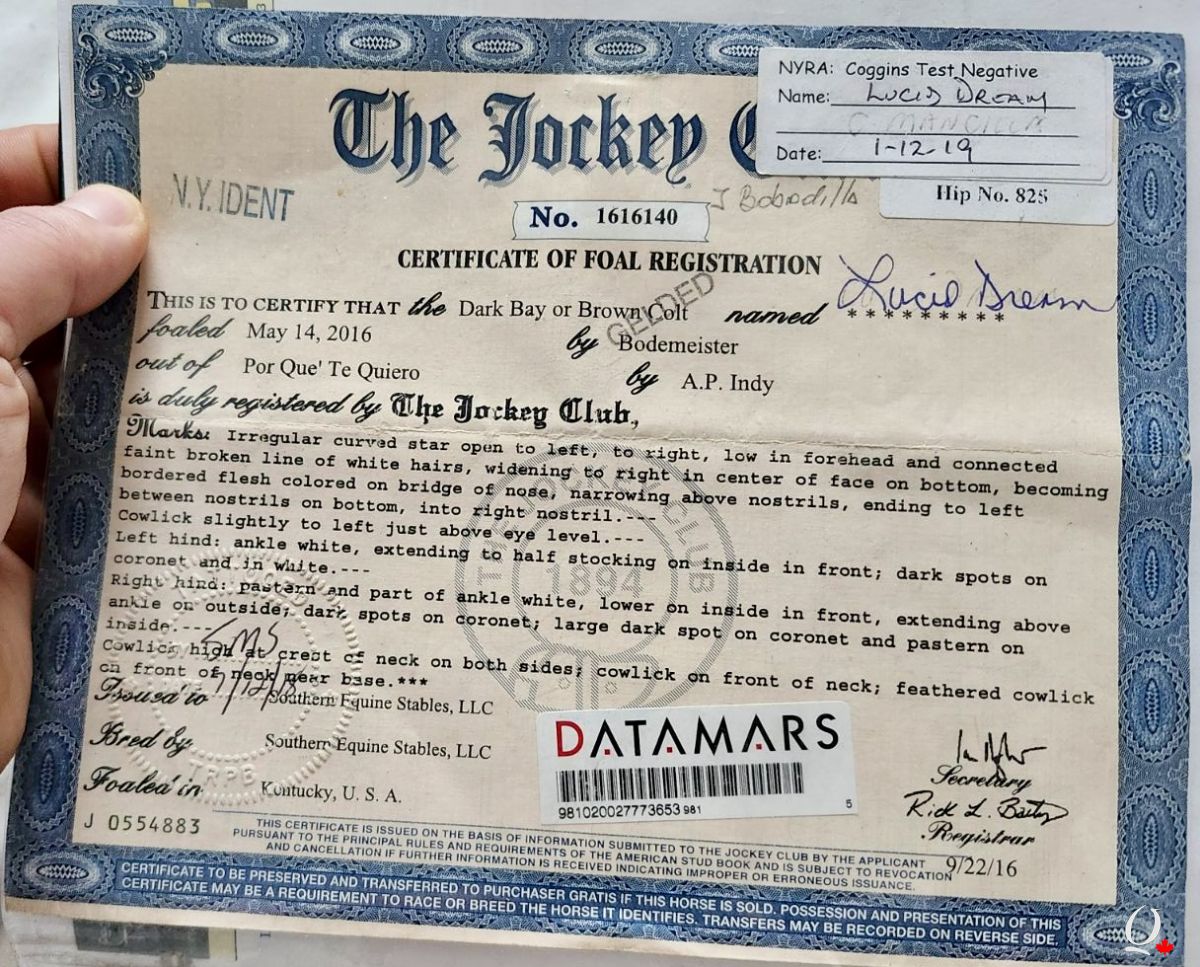 NYRA: Coggins Test Negative
Name: LUCID DREAM
C MANCILLA
Date: 1-12-19
The Jockey C
N.Y. IDENT
J Bobadilla
Hip No. 825
No. 1616140
CERTIFICATE OF FOAL REGISTRATION
GELDED
Lucid Dream
THIS IS TO CERTIFY THAT the Dark Bay or Brown Colt named *********
foaled May 14, 2016 by Bodemeister
out of Por Que' Te Quiero by A.P. Indy
is duly registered by The Jockey Club,
Marks: Irregular curved star open to left, to right, low in forehead and connected
faint broken line of white hairs, widening to right in center of face on bottom, becoming
bordered flesh colored on bridge of nose, narrowing above nostrils, ending to left
between nostrils on bottom, into right nostril.---
Cowlick slightly to left just above eye level.---
Left hind: ankle white, extending to half stocking on inside in front; dark spots on
coronet and in white.---
Right hind: pastern and part of ankle white, lower on inside in front, extending above
ankle on outside; dark spots on coronet; large dark spot on coronet and pastern on
inside.---
Cowlick high at crest of neck on both sides; cowlick on front of neck; feathered cowlick
on front of neck near base.***
THE JOCKEY CLUB
1894
Issued to Southern Equine Stables, LLC
Bred by Southern Equine Stables, LLC
Foaled in Kentucky, U. S. A.
TRPB
J 0554883
DATAMARS
981020027773653 981
5
Secretary
Rick L. Bailey
Registrar
9/22/16
THIS CERTIFICATE IS ISSUED ON THE BASIS OF INFORMATION SUBMITTED TO THE JOCKEY CLUB BY THE APPLICANT
PURSUANT TO THE PRINCIPAL RULES AND REQUIREMENTS OF THE AMERICAN STUD BOOK AND IS SUBJECT TO REVOCATION
AND CANCELLATION IF FURTHER INFORMATION IS RECEIVED INDICATING IMPROPER OR ERRONEOUS ISSUANCE.
CERTIFICATE TO BE PRESERVED AND TRANSFERRED TO PURCHASER GRATIS IF THIS HORSE IS SOLD. POSSESSION AND PRESENTATION OF THIS
CERTIFICATE MAY BE A REQUIREMENT TO RACE OR BREED THE HORSE IT IDENTIFIES. TRANSFERS MAY BE RECORDED ON REVERSE SIDE.
Q